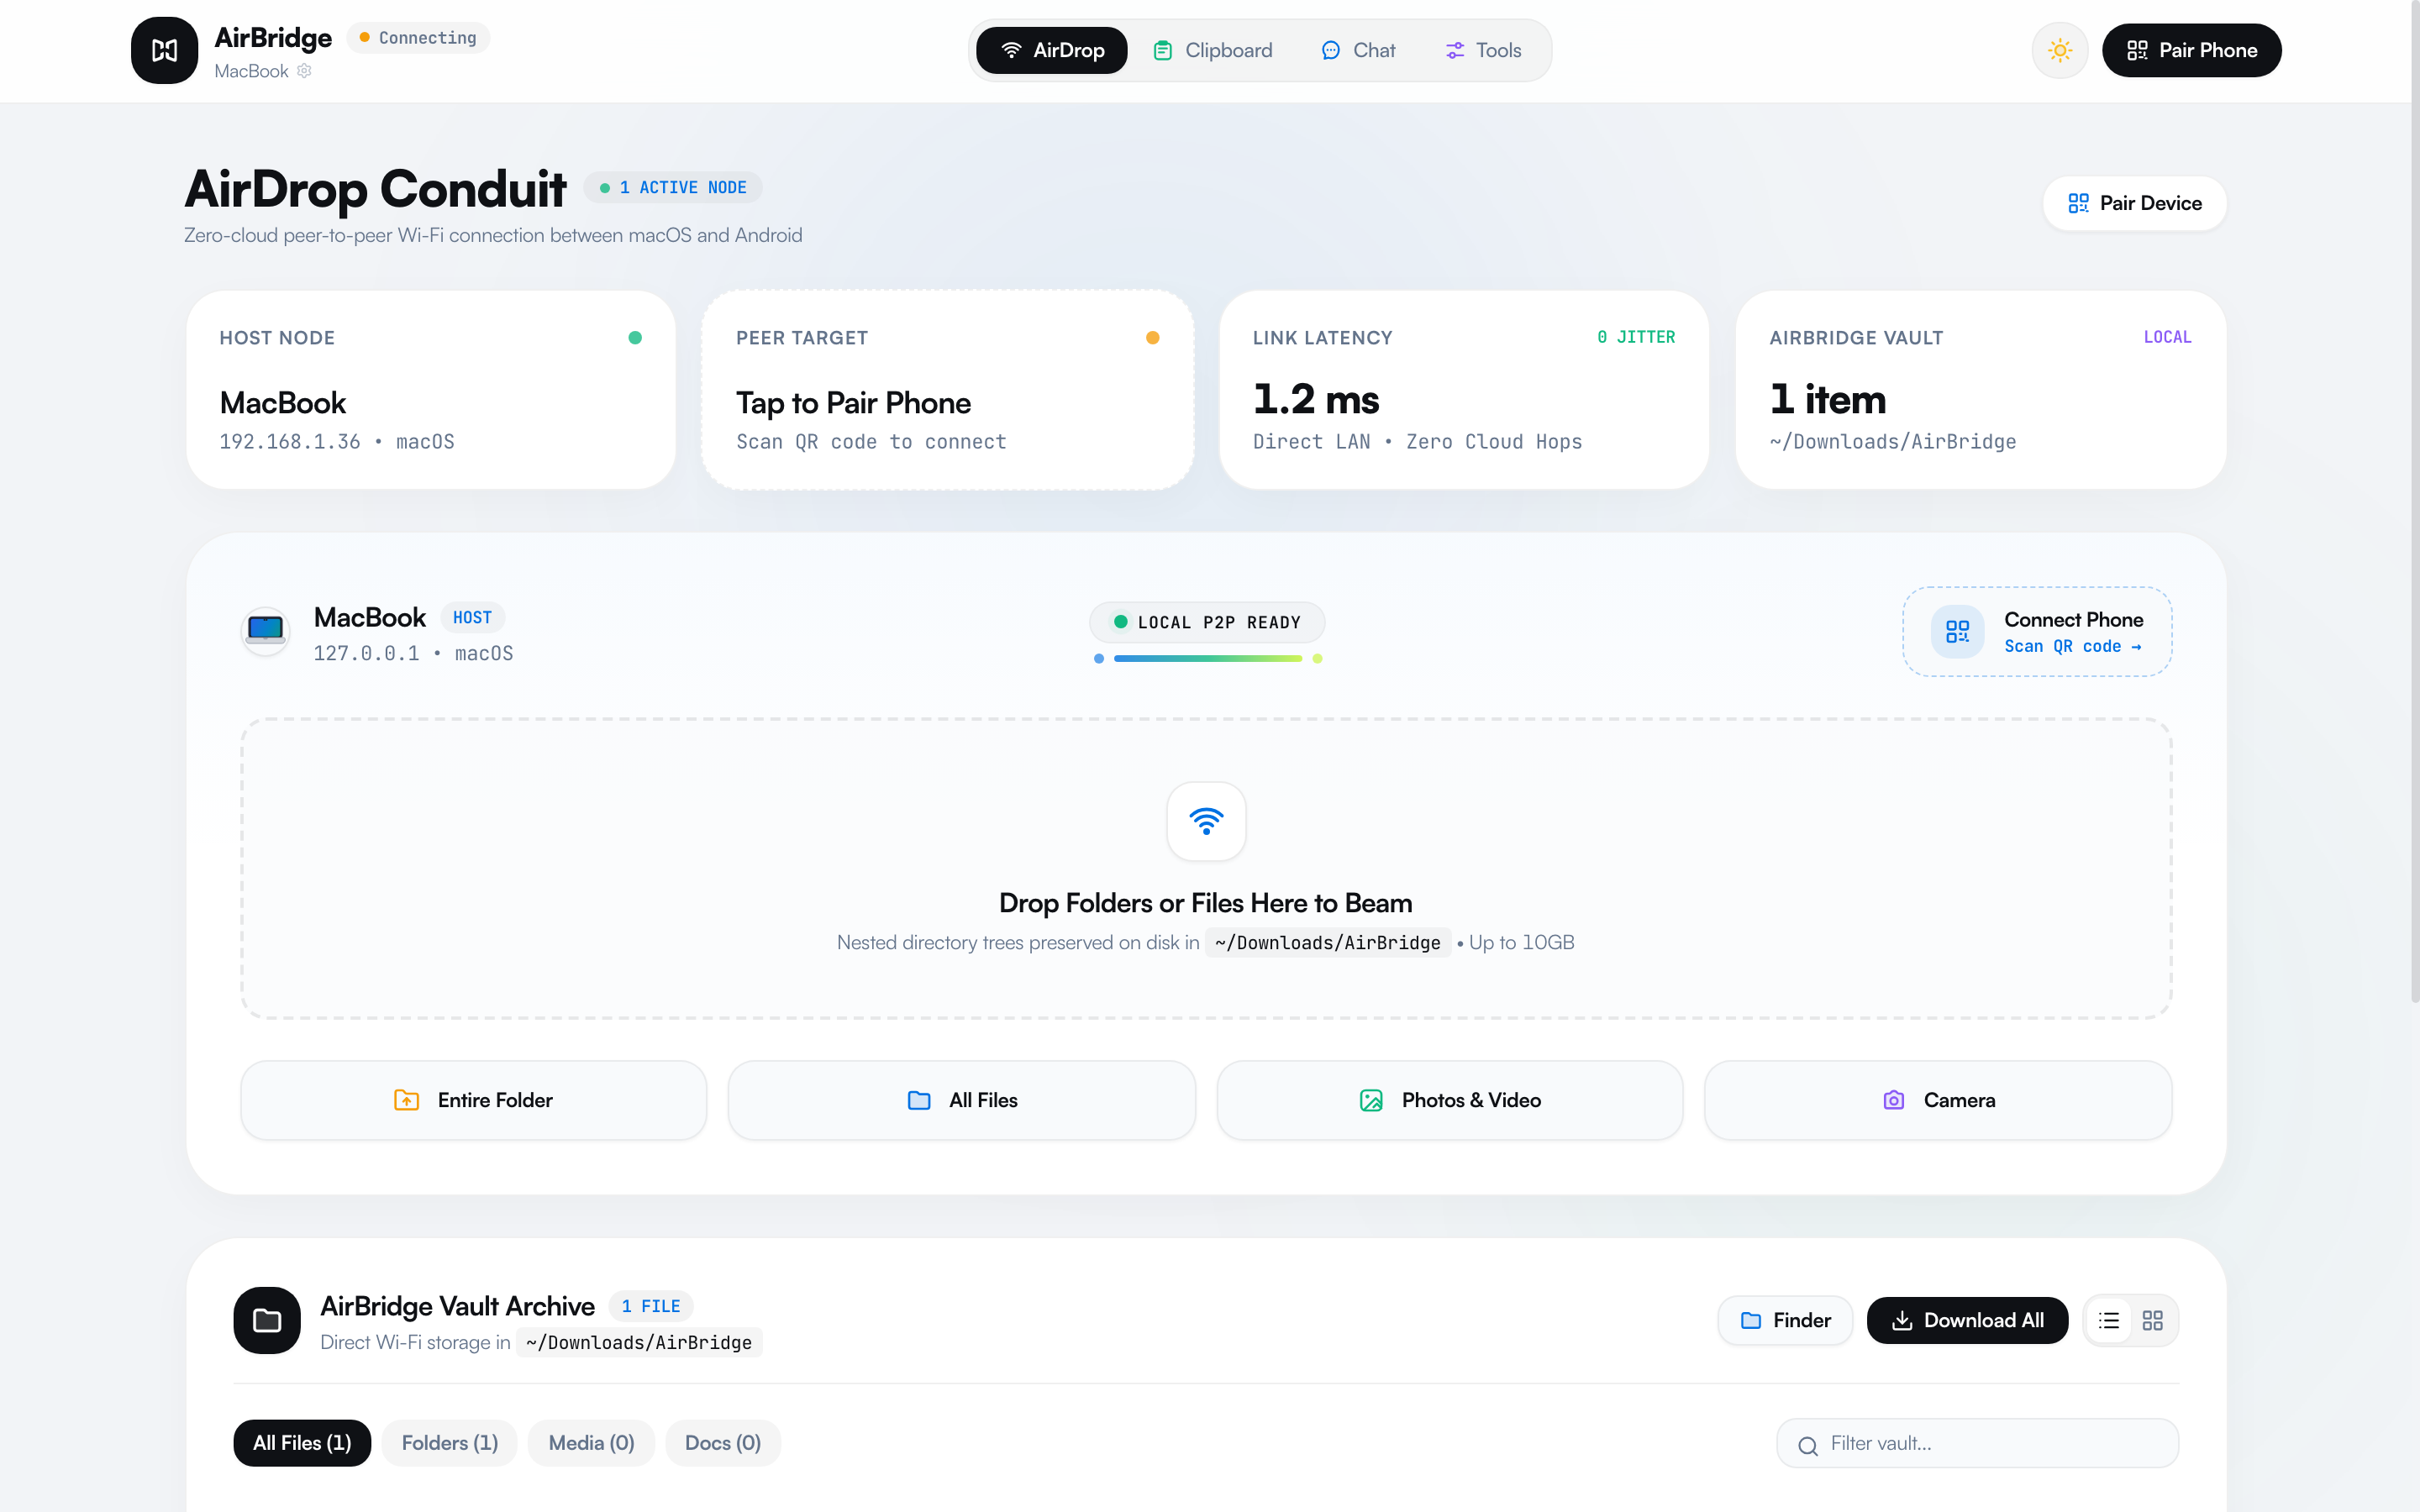 AirBridge
Connecting
MacBook
AirDrop
Clipboard
Chat
Tools
Pair Phone
AirDrop Conduit
1 ACTIVE NODE
Zero-cloud peer-to-peer Wi-Fi connection between macOS and Android
Pair Device
HOST NODE
MacBook
192.168.1.36 • macOS
PEER TARGET
Tap to Pair Phone
Scan QR code to connect
LINK LATENCY
0 JITTER
1.2 ms
Direct LAN • Zero Cloud Hops
AIRBRIDGE VAULT
LOCAL
1 item
~/Downloads/AirBridge
MacBook
HOST
127.0.0.1 • macOS
LOCAL P2P READY
Connect Phone
Scan QR code →
Drop Folders or Files Here to Beam
Nested directory trees preserved on disk in ~/Downloads/AirBridge • Up to 10GB
Entire Folder
All Files
Photos & Video
Camera
AirBridge Vault Archive
1 FILE
Direct Wi-Fi storage in ~/Downloads/AirBridge
Finder
Download All
All Files (1)
Folders (1)
Media (0)
Docs (0)
Filter vault...